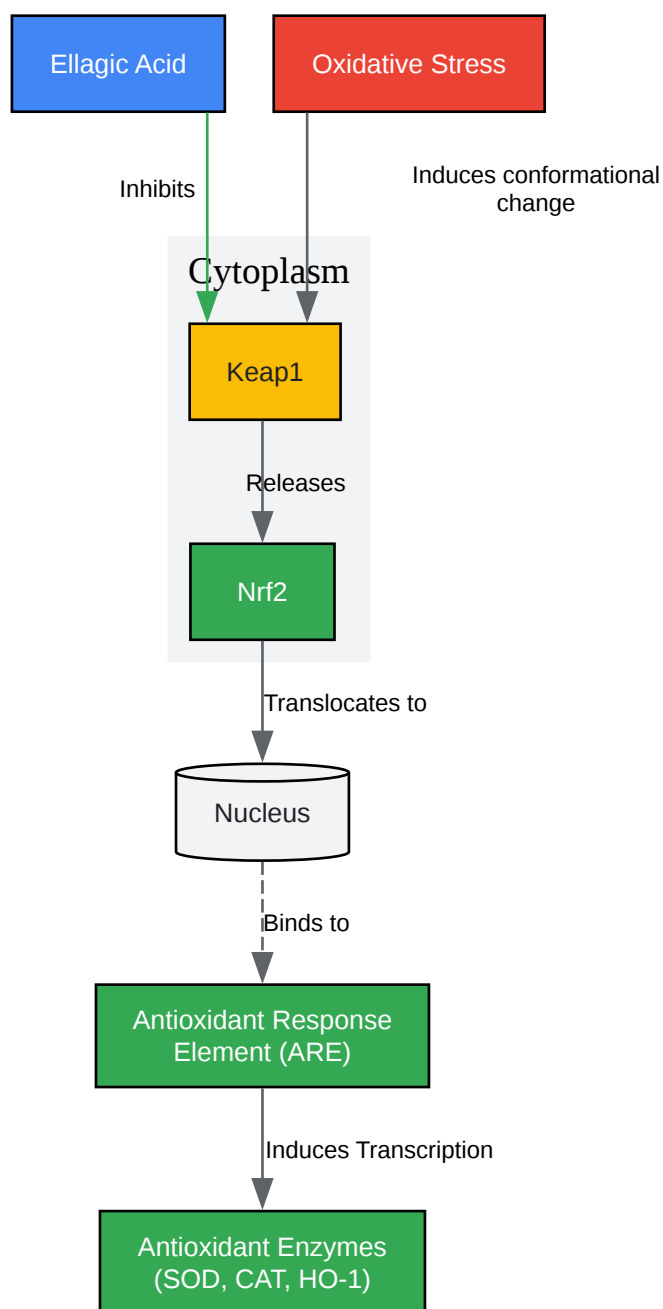 Ellagic Acid
Oxidative Stress
Inhibits
Induces conformational
change
Cytoplasm
Keap1
Releases
Nrf2
Translocates to
Nucleus
Binds to
Antioxidant Response
Element (ARE)
Induces Transcription
Antioxidant Enzymes
(SOD, CAT, HO-1)